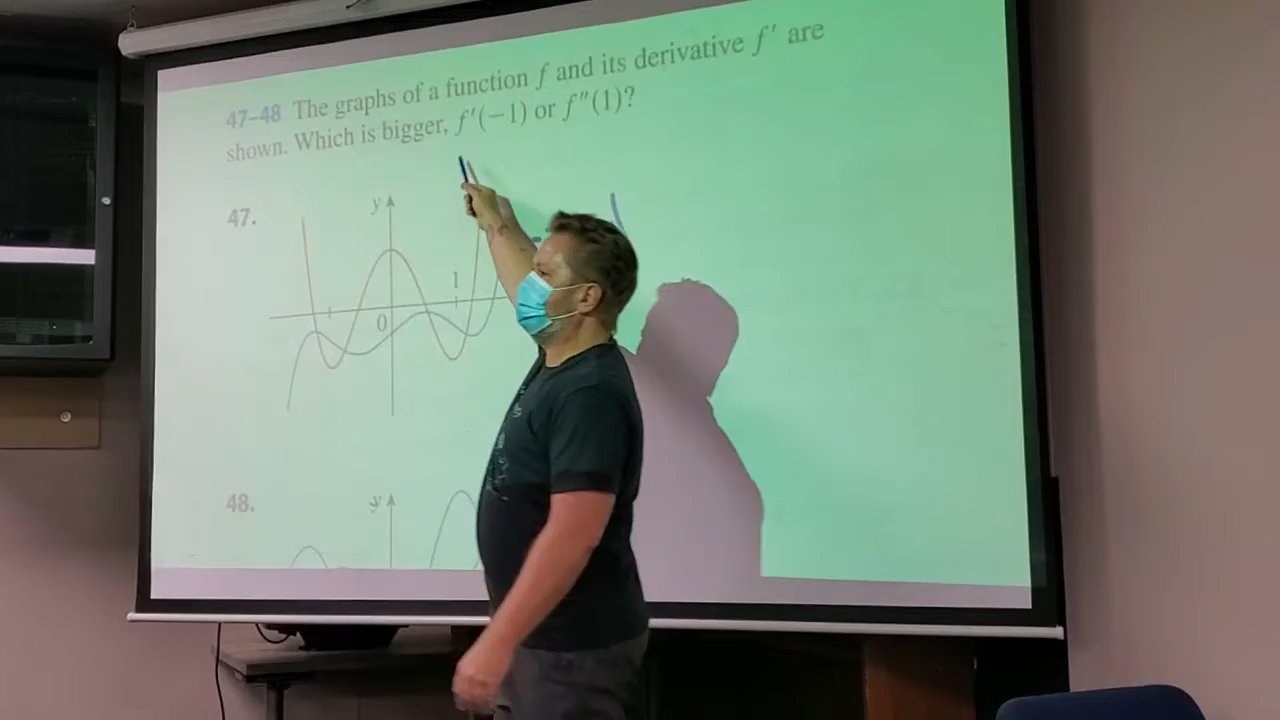 47–48 The graphs of a function f and its derivative f′ are
shown. Which is bigger, f′(−1) or f″(1)?
47.
y
1
0
48.
y